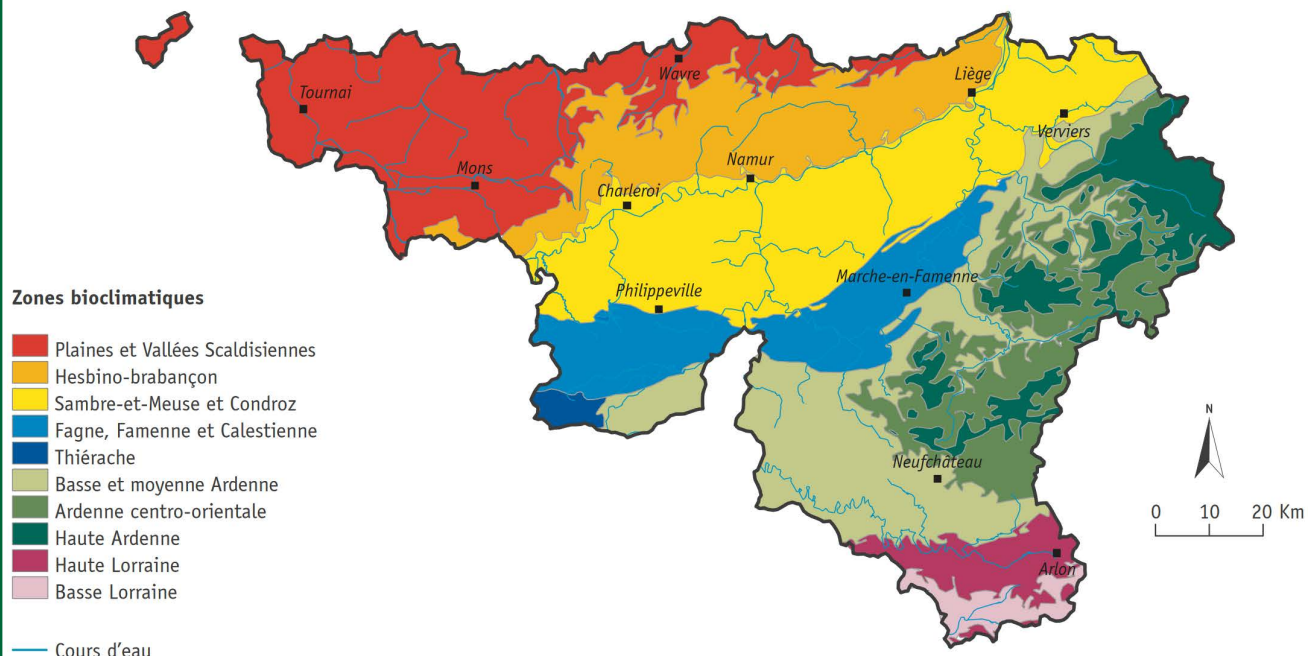 Tournai
Mons
Wavre
Liège
Verviers
Namur
Charleroi
Marche-en-Famenne
Philippeville
Neufchâteau
Arlon
Zones bioclimatiques
Plaines et Vallées Scaldisiennes
Hesbino-brabançon
Sambre-et-Meuse et Condroz
Fagne, Famenne et Calestienne
Thiérache
Basse et moyenne Ardenne
Ardenne centro-orientale
Haute Ardenne
Haute Lorraine
Basse Lorraine
Cours d'eau
N
0 10 20 Km